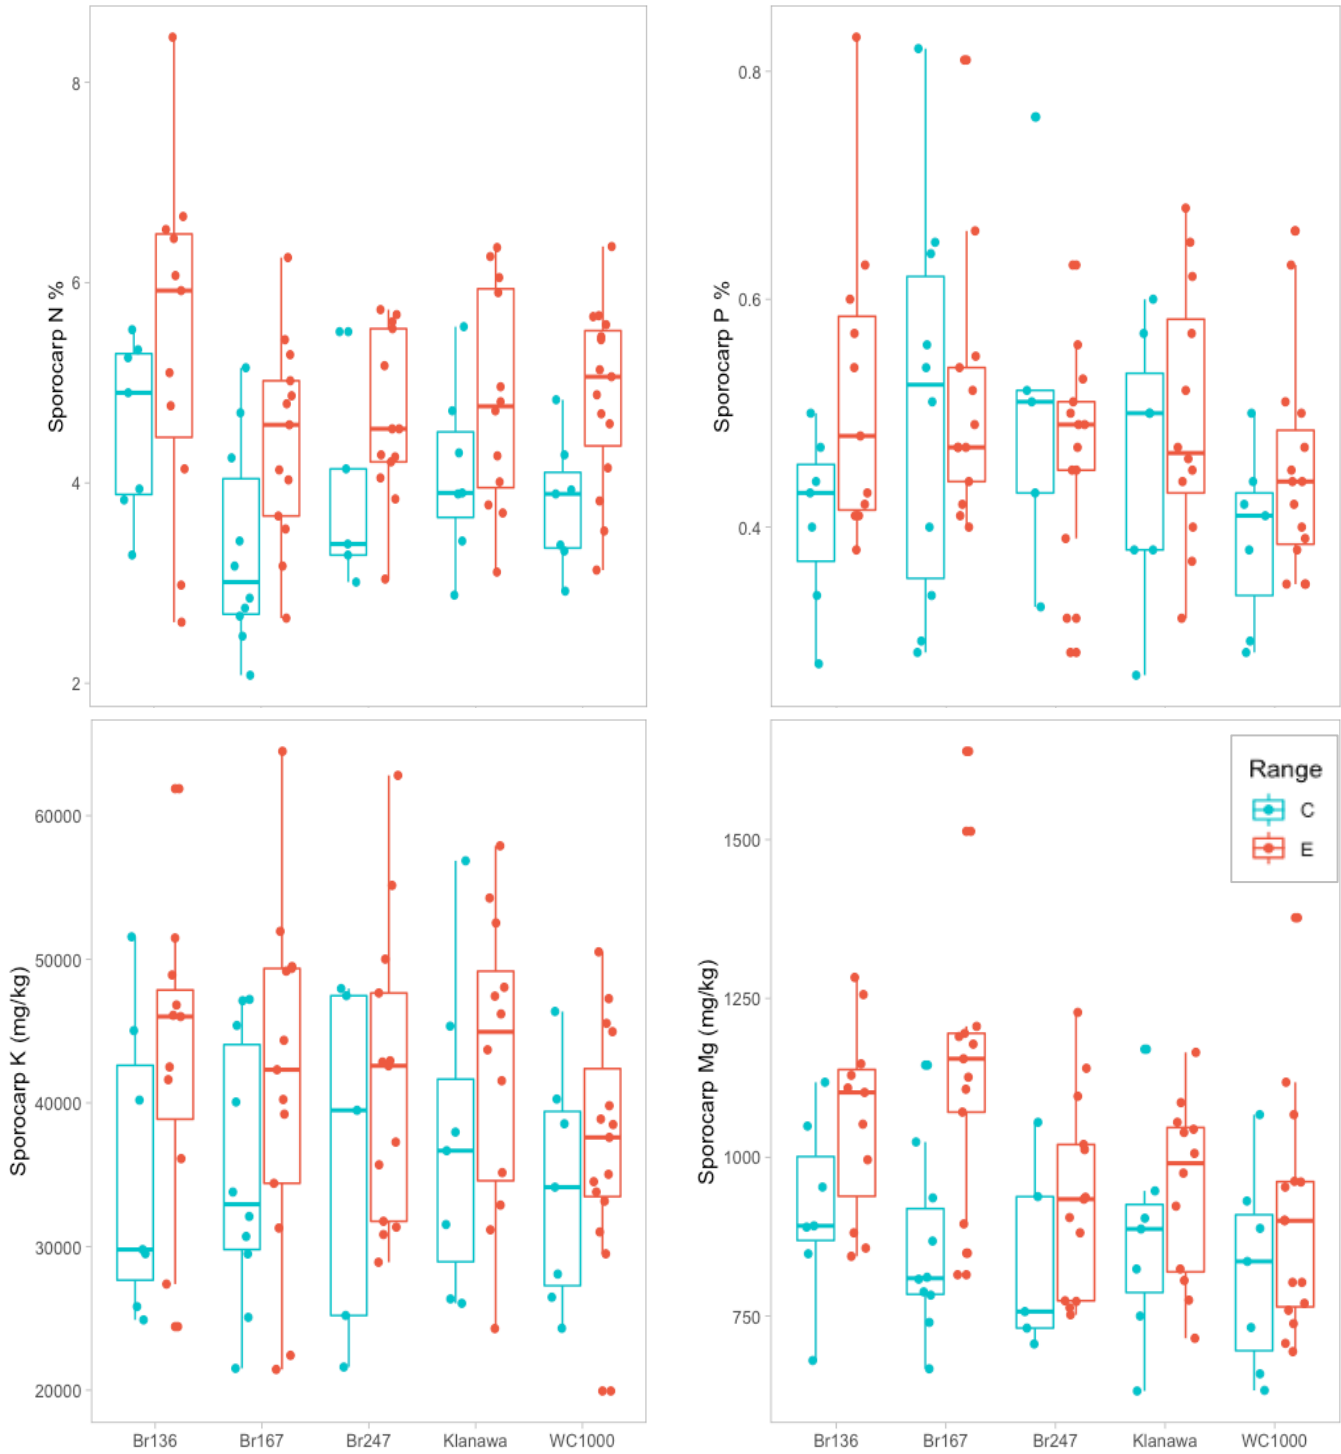 Sporocarp N %
8
6
4
2
Sporocarp P %
0.8
0.6
0.4
Sporocarp K (mg/kg)
60000
50000
40000
30000
20000
Br136 Br167 Br247 Klanawa WC1000
Sporocarp Mg (mg/kg)
1500
1250
1000
750
Range
C
E
Br136 Br167 Br247 Klanawa WC1000